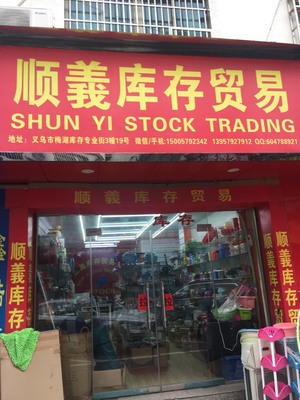 顺義库存贸易
SHUN YI STOCK TRADING
地址：义乌市梅湖库存专业街3幢19号 微信/手机:15005792342 13957927912 QQ:604788921
顺義库存贸易
库存
STOCK
顺義库存
顺義库存